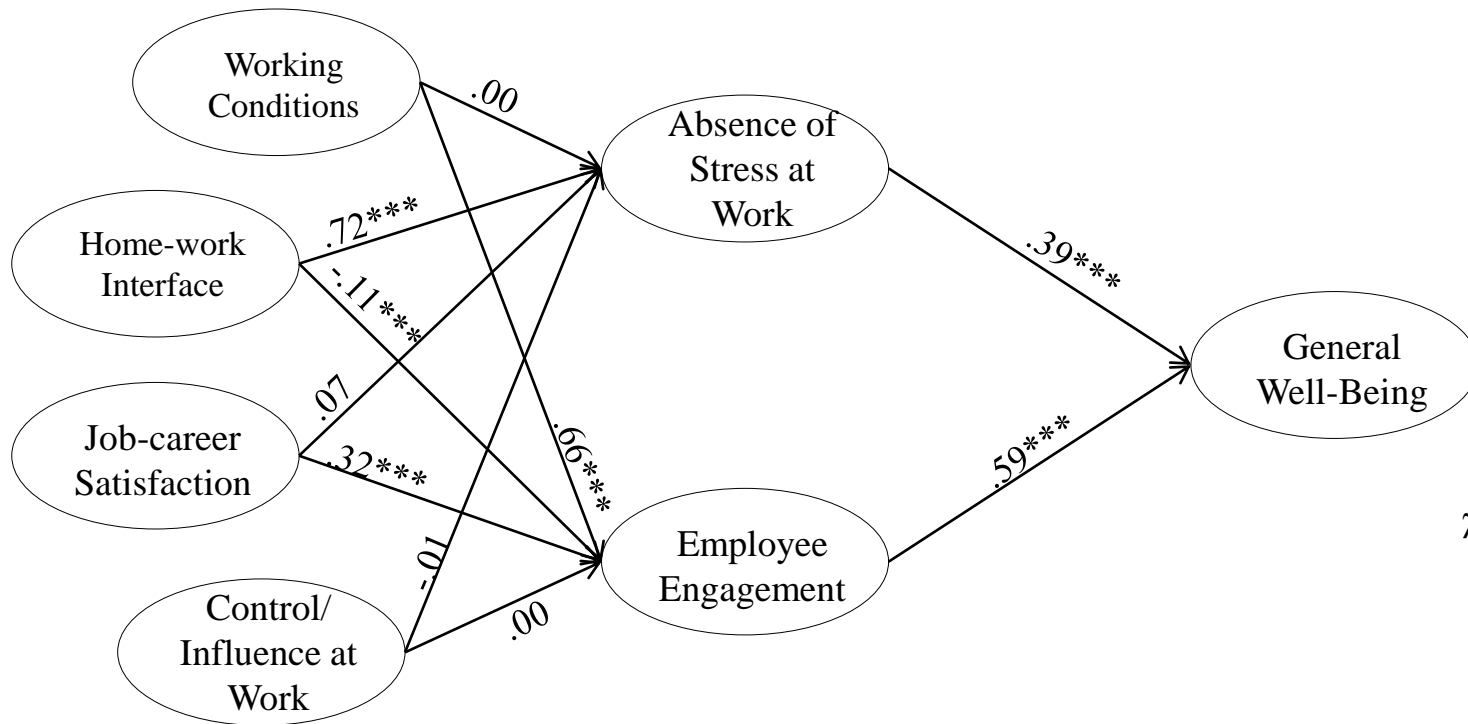 Working
Conditions
.00
Absence of
Stress at
Work
Home-work
Interface
.72***
-.11***
.39***
General
Well-Being
Job-career
Satisfaction
.07
.32***
.66***
.59***
Employee
Engagement
Control/
Influence at
Work
-.01
.00
7